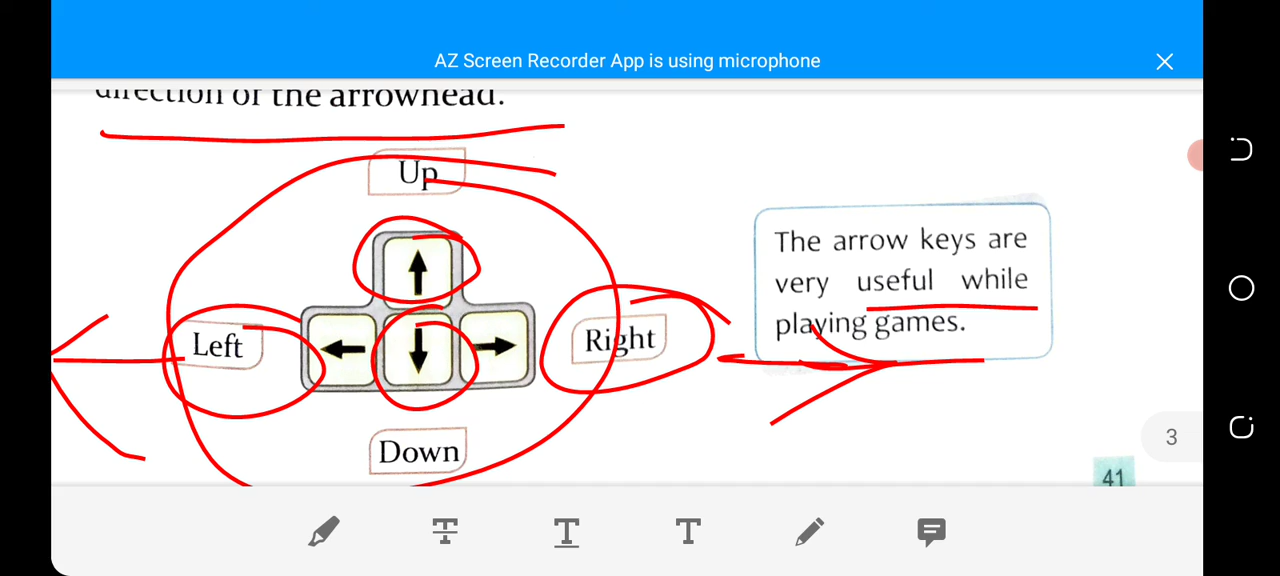 AZ Screen Recorder App is using microphone
direction of the arrowhead.
Up
The arrow keys are
very useful while
playing games.
Left
Right
Down
3
41